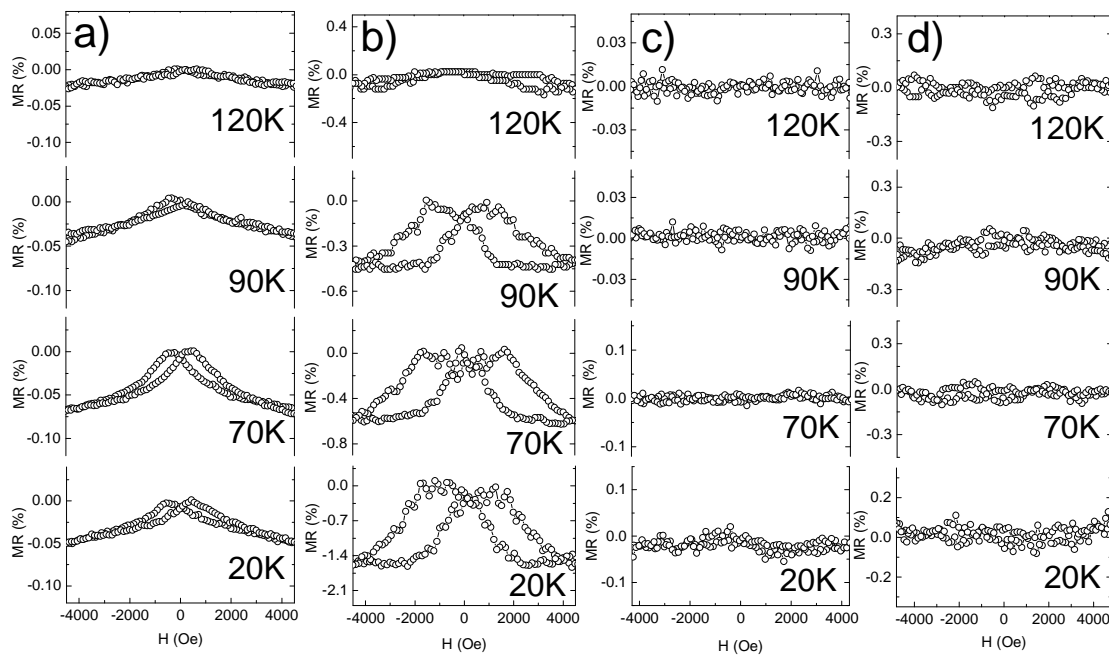 a)
MR (%)
0.05
0.00
-0.05
-0.10
120K
MR (%)
0.00
-0.05
-0.10
90K
MR (%)
0.00
-0.05
-0.10
70K
MR (%)
0.00
-0.05
-0.10
20K
-4000 -2000 0 2000 4000
H (Oe)
b)
MR (%)
0.4
0.0
-0.4
120K
MR (%)
0.0
-0.3
-0.6
90K
MR (%)
0.0
-0.4
-0.8
70K
MR (%)
0.0
-0.7
-1.4
-2.1
20K
-4000 -2000 0 2000 4000
H (Oe)
c)
MR (%)
0.03
0.00
-0.03
120K
MR (%)
0.03
0.00
-0.03
90K
MR (%)
0.1
0.0
-0.1
70K
MR (%)
0.1
0.0
-0.1
20K
-4000 -2000 0 2000 4000
H (Oe)
d)
MR (%)
0.3
0.0
-0.3
120K
MR (%)
0.3
0.0
-0.3
90K
MR (%)
0.3
0.0
-0.3
70K
MR (%)
0.2
0.0
-0.2
20K
-4000 -2000 0 2000 4000
H (Oe)